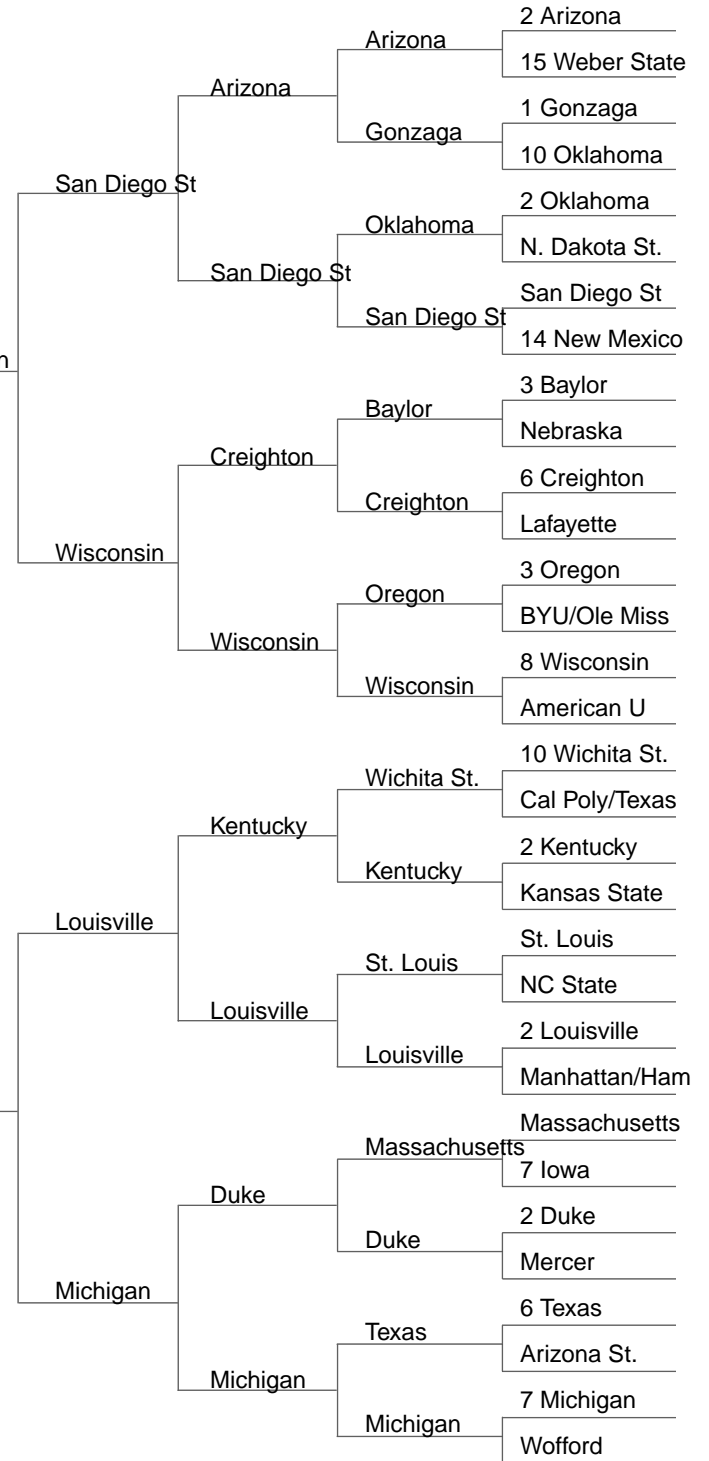 2 Arizona
Arizona
15 Weber State
Arizona
1 Gonzaga
Gonzaga
10 Oklahoma
San Diego St
2 Oklahoma
Oklahoma
N. Dakota St.
San Diego St
San Diego St
San Diego St
14 New Mexico
n
3 Baylor
Baylor
Nebraska
Creighton
6 Creighton
Creighton
Lafayette
Wisconsin
3 Oregon
Oregon
BYU/Ole Miss
Wisconsin
8 Wisconsin
Wisconsin
American U
10 Wichita St.
Wichita St.
Cal Poly/Texas
Kentucky
2 Kentucky
Kentucky
Kansas State
Louisville
St. Louis
St. Louis
NC State
Louisville
2 Louisville
Louisville
Manhattan/Ham
Massachusetts
Massachusetts
7 Iowa
Duke
2 Duke
Duke
Mercer
Michigan
6 Texas
Texas
Arizona St.
Michigan
7 Michigan
Michigan
Wofford